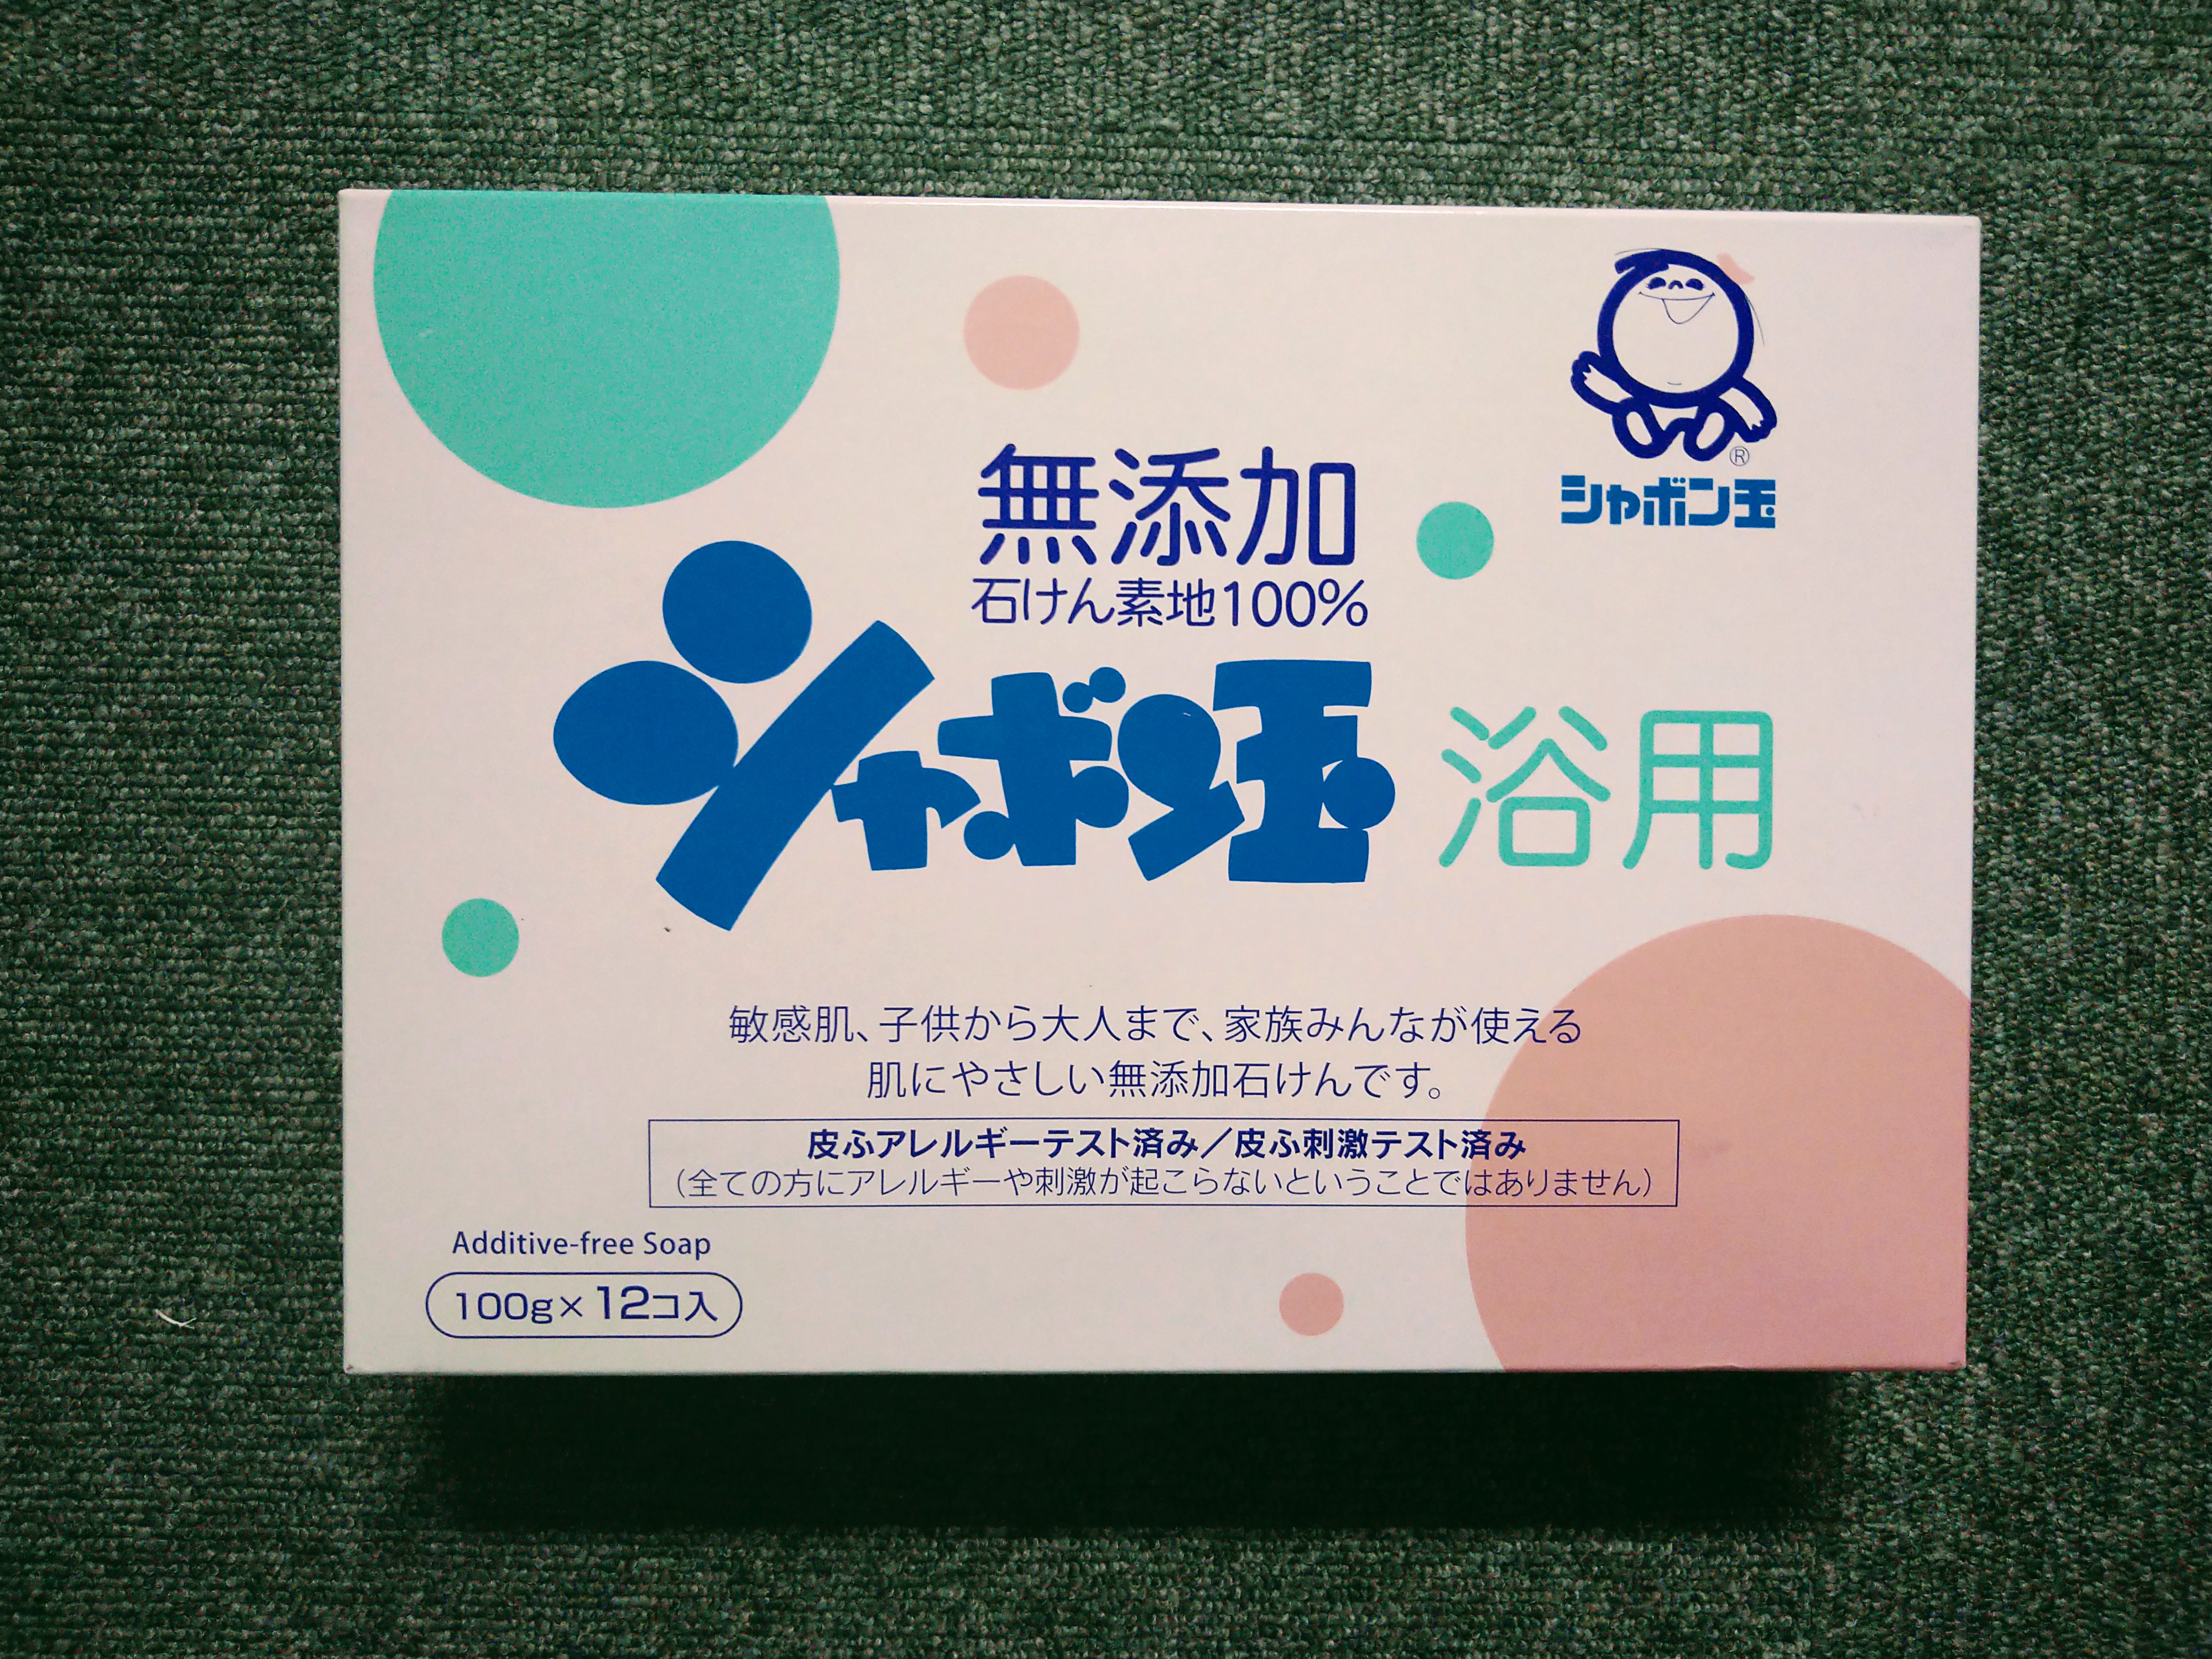 シャボン玉
®
無添加
石けん素地100%
シャボン玉 浴用
敏感肌、子供から大人まで、家族みんなが使える
肌にやさしい無添加石けんです。
皮ふアレルギーテスト済み／皮ふ刺激テスト済み
(全ての方にアレルギーや刺激が起こらないということではありません)
Additive-free Soap
100g×12コ入